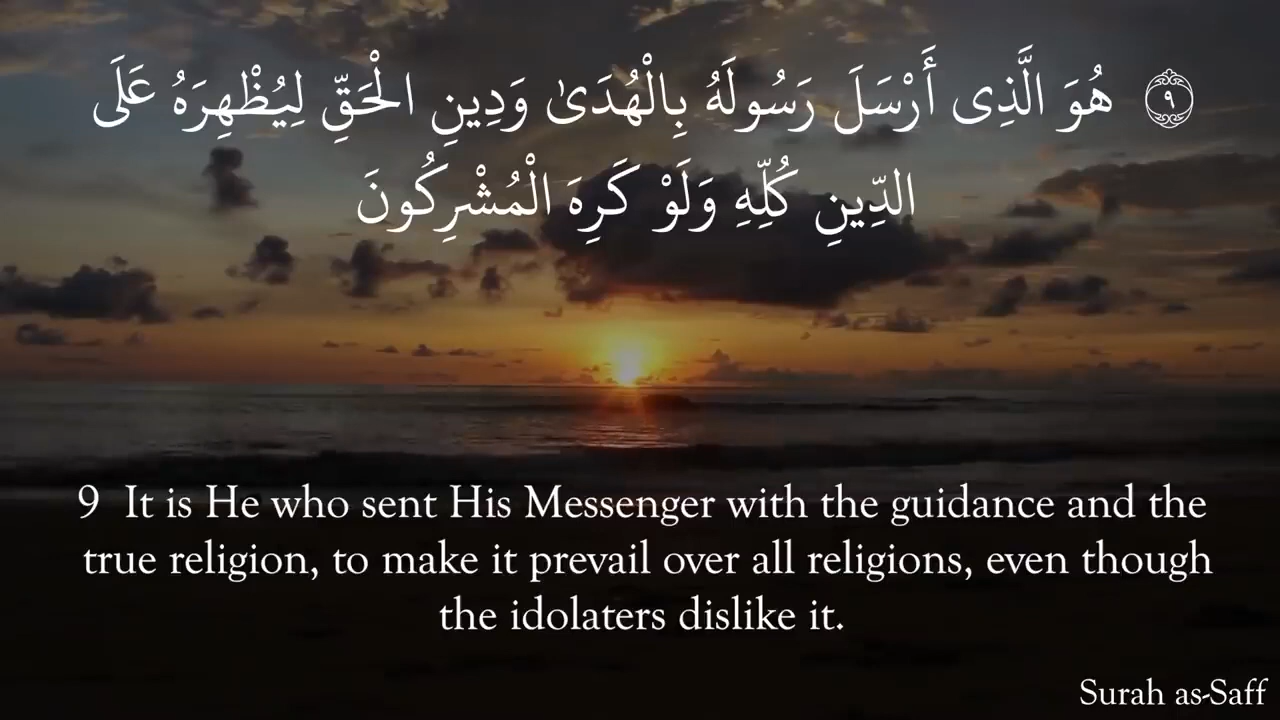 ٩ هُوَ الَّذِى أَرْسَلَ رَسُولَهُ بِالْهُدَىٰ وَدِينِ الْحَقِّ لِيُظْهِرَهُ عَلَى
الدِّينِ كُلِّهِ وَلَوْ كَرِهَ الْمُشْرِكُونَ
9 It is He who sent His Messenger with the guidance and the
true religion, to make it prevail over all religions, even though
the idolaters dislike it.
Surah as-Saff